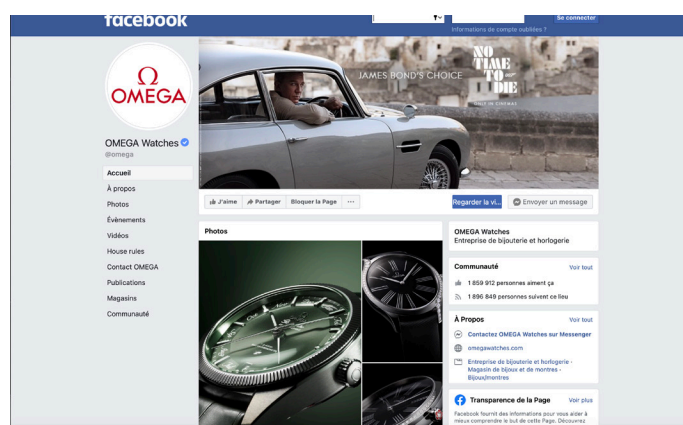 facebook
Se connecter
Informations de compte oubliées ?
Ω
OMEGA
JAMES BOND'S CHOICE
NO
TIME
TO
DIE
ONLY IN CINEMAS
OMEGA Watches
@omega
Accueil
À propos
Photos
Évènements
Vidéos
House rules
Contact OMEGA
Publications
Magasins
Communauté
J'aime
Partager
Bloquer la Page
...
Regarder la vi...
Envoyer un message
Photos
OMEGA Watches
Entreprise de bijouterie et horlogerie
Communauté
Voir tout
1 859 912 personnes aiment ça
1 896 849 personnes suivent ce lieu
À Propos
Voir tout
Contactez OMEGA Watches sur Messenger
omegawatches.com
Entreprise de bijouterie et horlogerie -
Magasin de bijoux et de montres -
Bijoux/montres
Transparence de la Page
Voir plus
Facebook fournit des informations pour vous aider à
mieux comprendre le but de cette Page. Découvrez